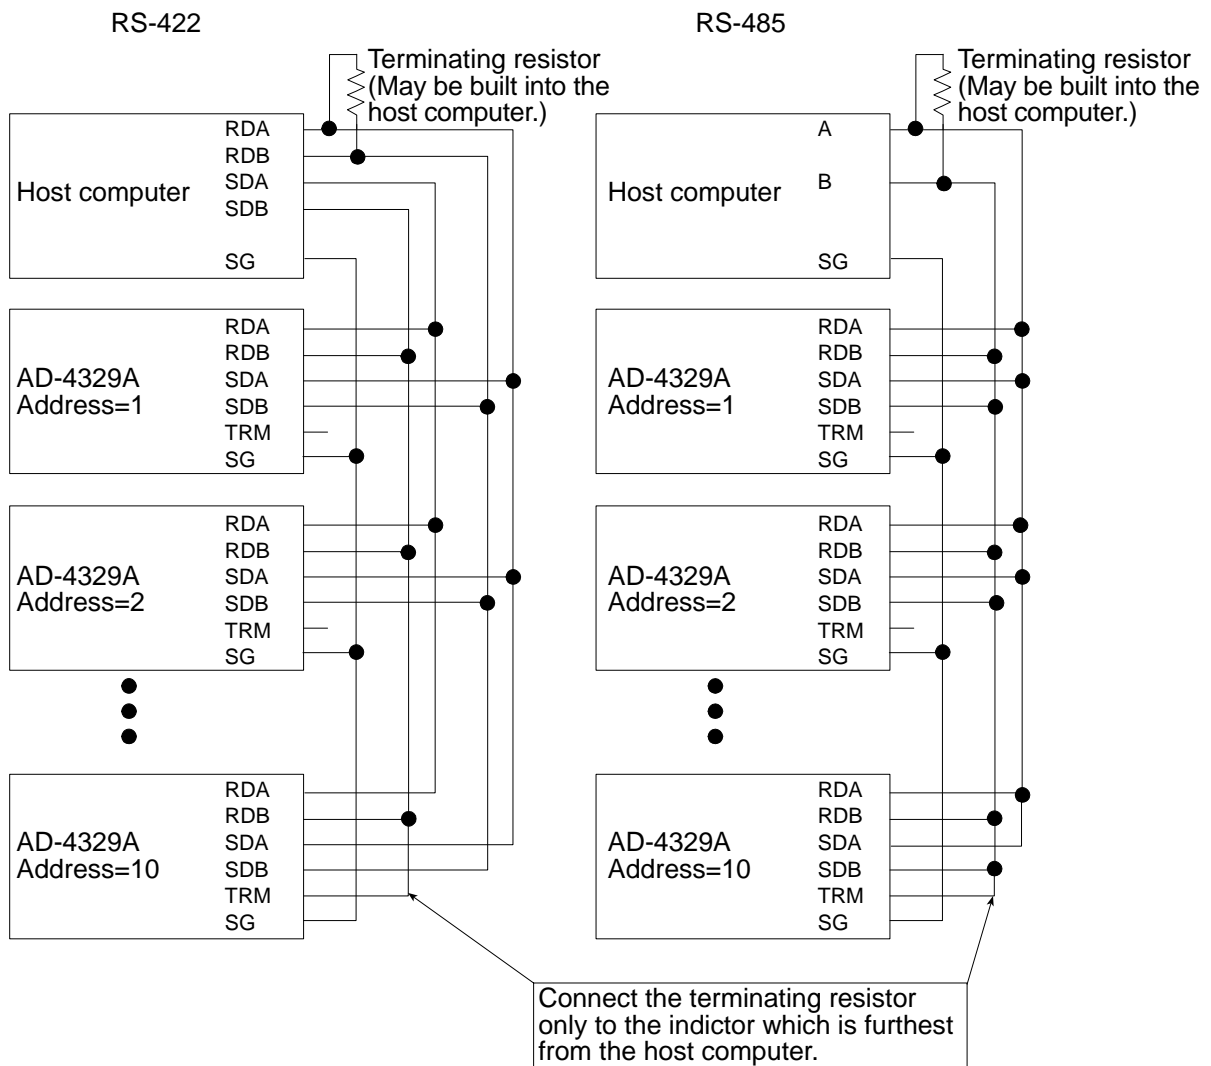 RS-422
Terminating resistor
(May be built into the
host computer.)
Host computer
RDA
RDB
SDA
SDB
SG
AD-4329A
Address=1
RDA
RDB
SDA
SDB
TRM
SG
AD-4329A
Address=2
RDA
RDB
SDA
SDB
TRM
SG
AD-4329A
Address=10
RDA
RDB
SDA
SDB
TRM
SG
RS-485
Terminating resistor
(May be built into the
host computer.)
Host computer
A
B
SG
AD-4329A
Address=1
RDA
RDB
SDA
SDB
TRM
SG
AD-4329A
Address=2
RDA
RDB
SDA
SDB
TRM
SG
AD-4329A
Address=10
RDA
RDB
SDA
SDB
TRM
SG
Connect the terminating resistor
only to the indictor which is furthest
from the host computer.